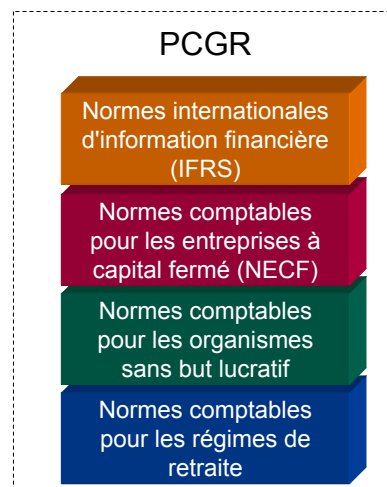 PCGR
Normes internationales
d'information financière
(IFRS)
Normes comptables
pour les entreprises à
capital fermé (NECF)
Normes comptables
pour les organismes
sans but lucratif
Normes comptables
pour les régimes de
retraite